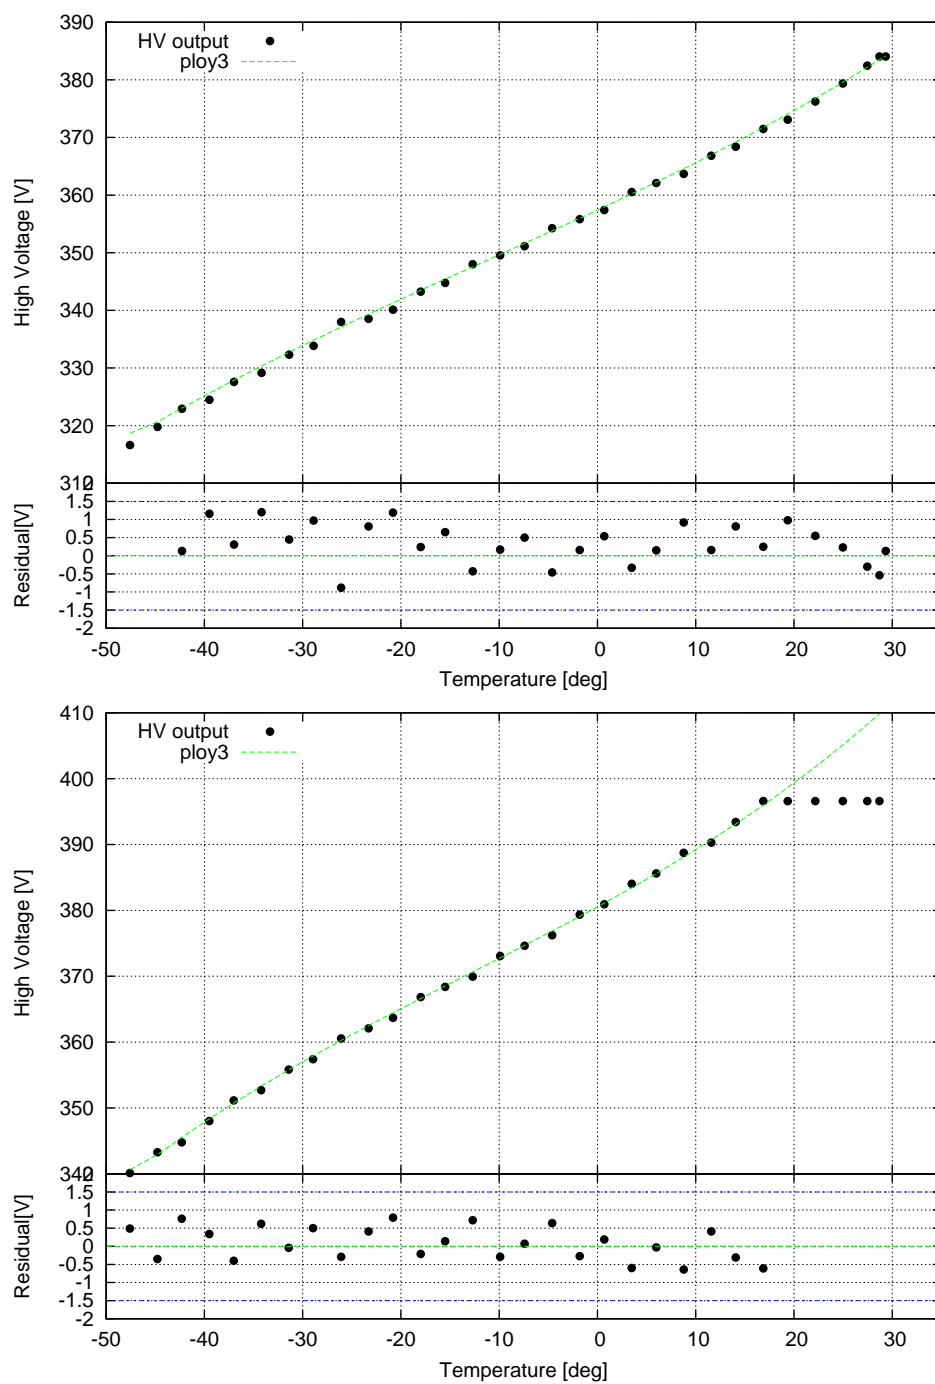 390
HV output
ploy3
380
370
360
350
340
330
320
310
High Voltage [V]
2
1.5
1
0.5
0
-0.5
-1
-1.5
-2
Residual[V]
-50 -40 -30 -20 -10 0 10 20 30
Temperature [deg]
410
HV output
ploy3
400
390
380
370
360
350
340
High Voltage [V]
2
1.5
1
0.5
0
-0.5
-1
-1.5
-2
Residual[V]
-50 -40 -30 -20 -10 0 10 20 30
Temperature [deg]